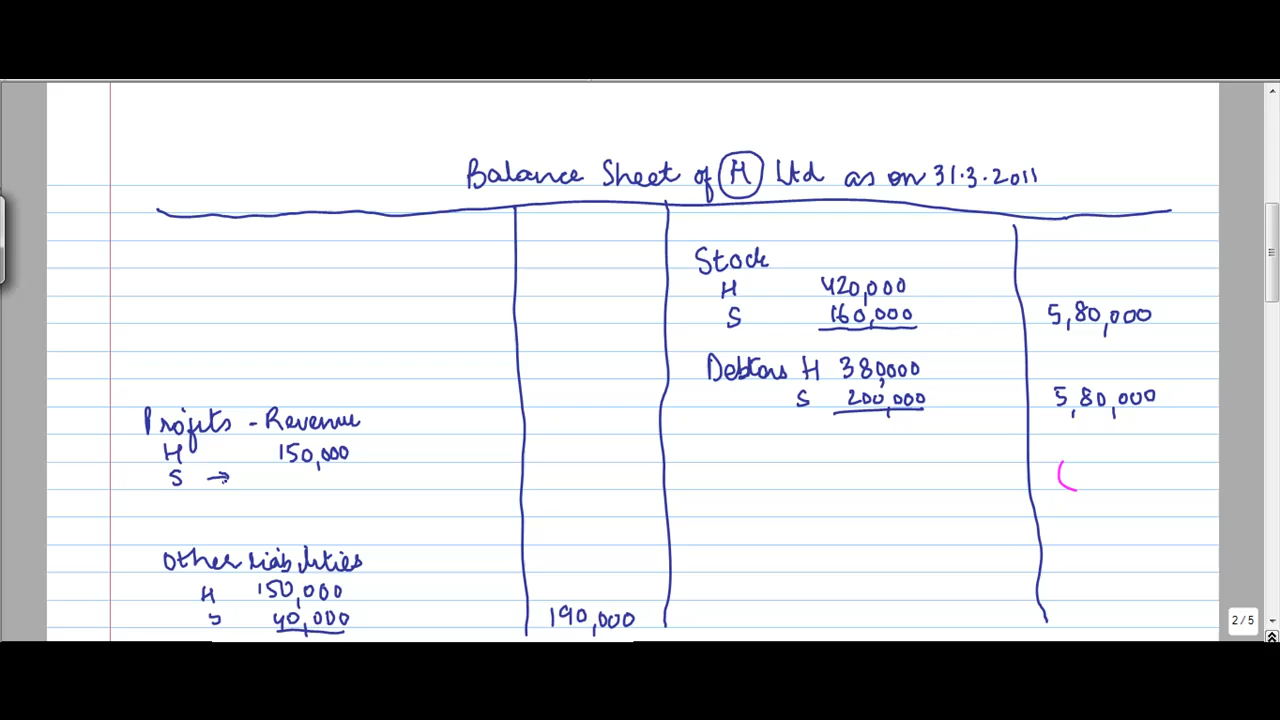 Balance Sheet of H Ltd as on 31.3.2011
Stock
H 420,000
S 160,000 5,80,000
Debtors H 380,000
S 200,000 5,80,000
Profits - Revenue
H 150,000
S →
Other Liabilities
H 150,000
S 40,000 190,000
2 / 5